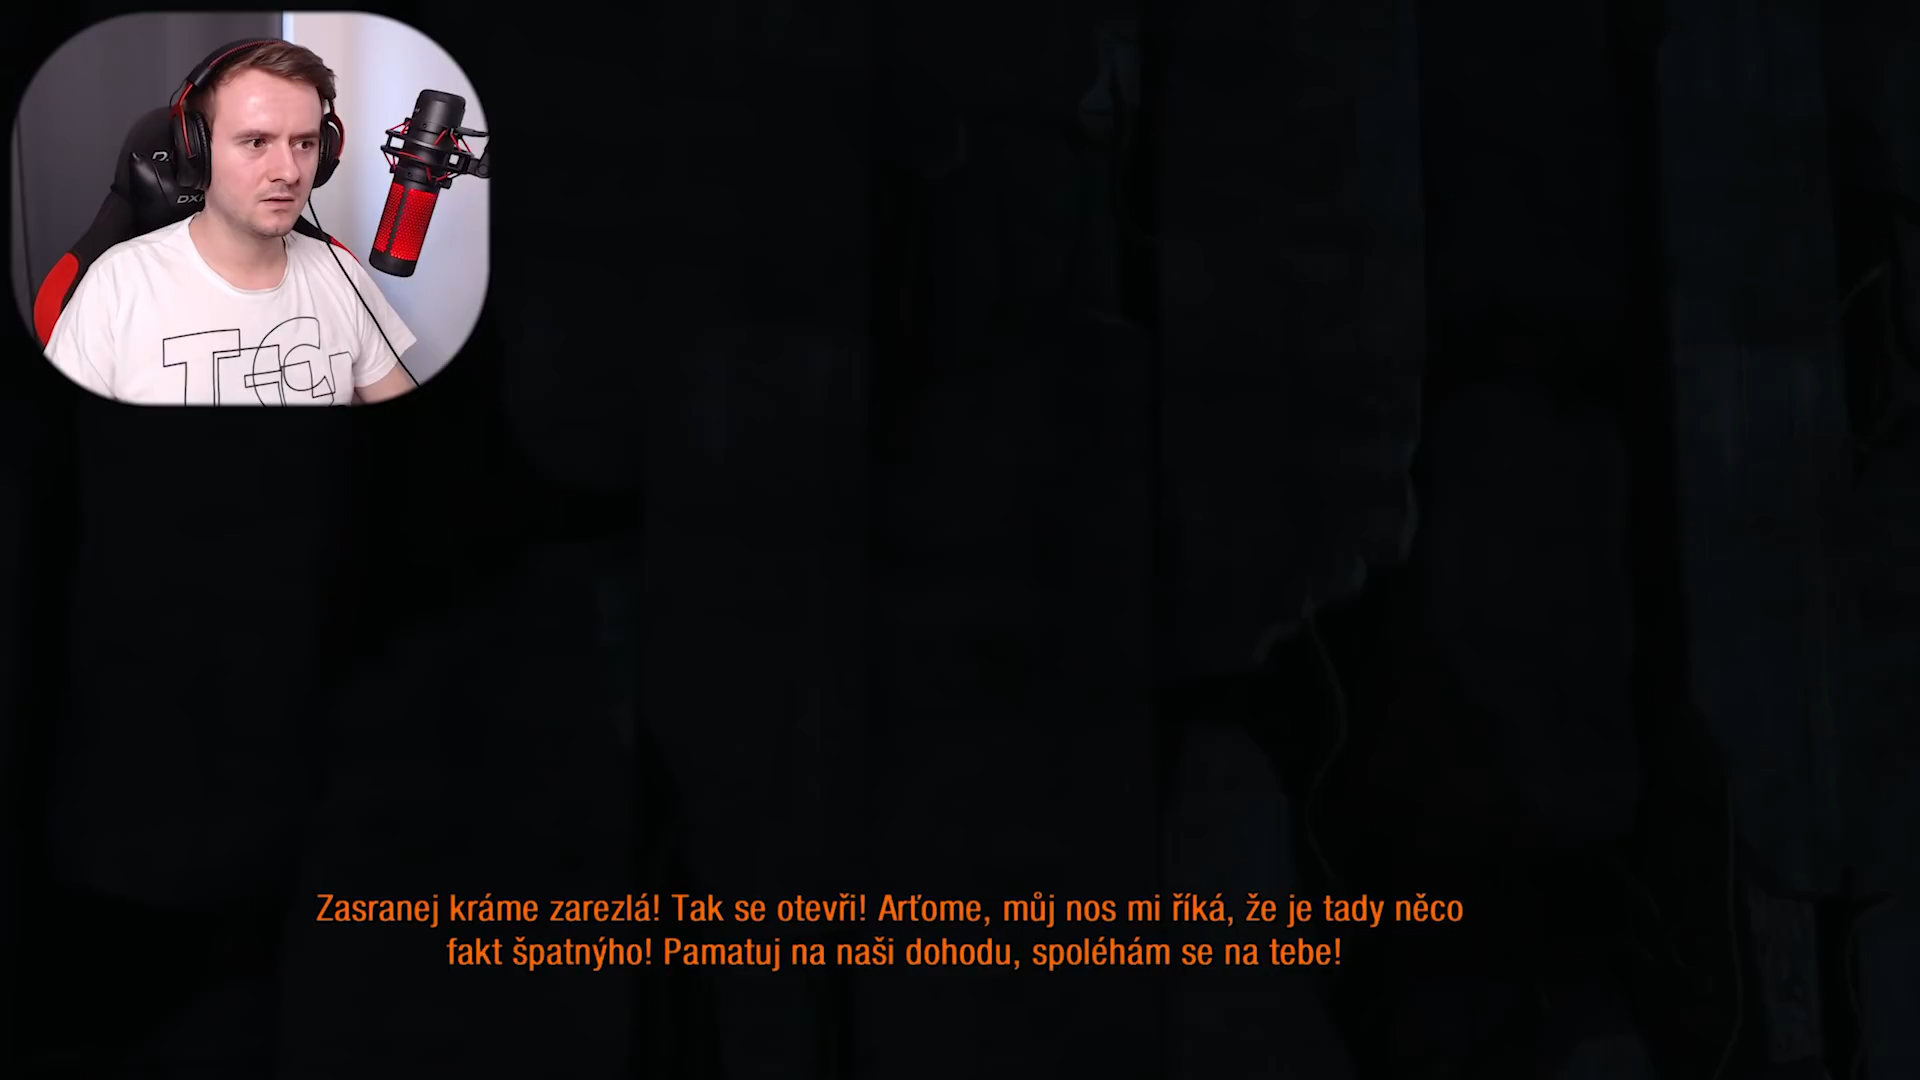 Zasranej kráme zarezlá! Tak se otevři! Arťome, můj nos mi říká, že je tady něco
fakt špatnýho! Pamatuj na naši dohodu, spoléhám se na tebe!